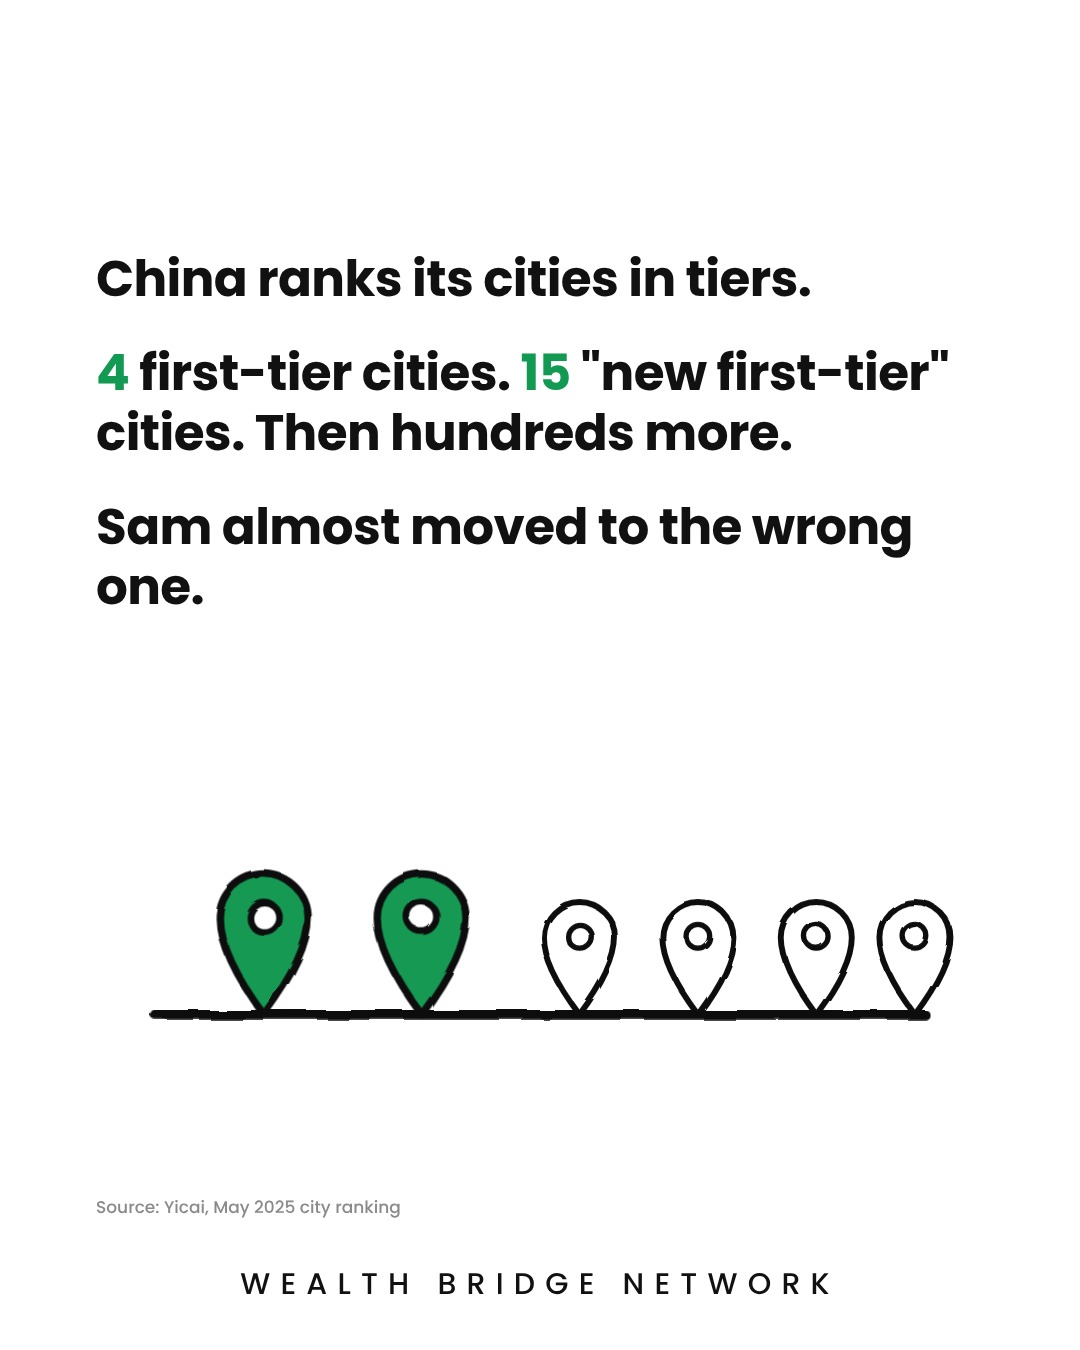 China ranks its cities in tiers.
4 first-tier cities. 15 "new first-tier"
cities. Then hundreds more.
Sam almost moved to the wrong
one.
Source: Yicai, May 2025 city ranking
WEALTH BRIDGE NETWORK